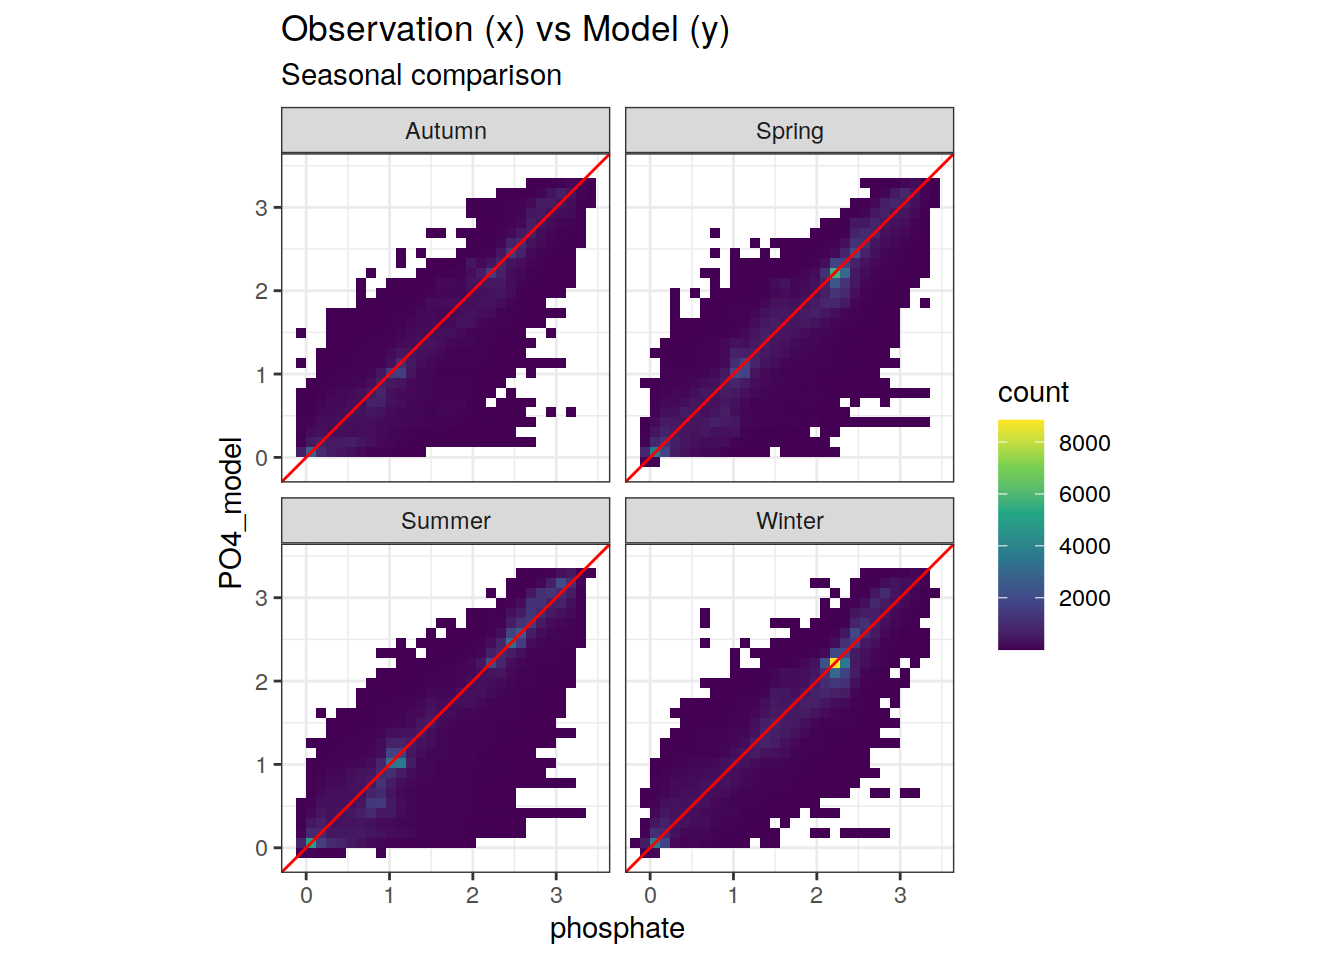 Observation (x) vs Model (y)
Seasonal comparison
Autumn
Spring
3
2
1
0
Summer
Winter
3
2
1
0
0 1 2 3
0 1 2 3
PO4_model
phosphate
count
8000
6000
4000
2000